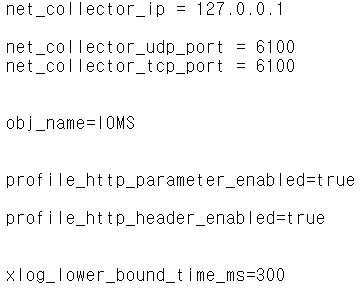 net_collector_ip = 127.0.0.1
net_collector_udp_port = 6100
net_collector_tcp_port = 6100
obj_name=IOMS
profile_http_parameter_enabled=true
profile_http_header_enabled=true
xlog_lower_bound_time_ms=300